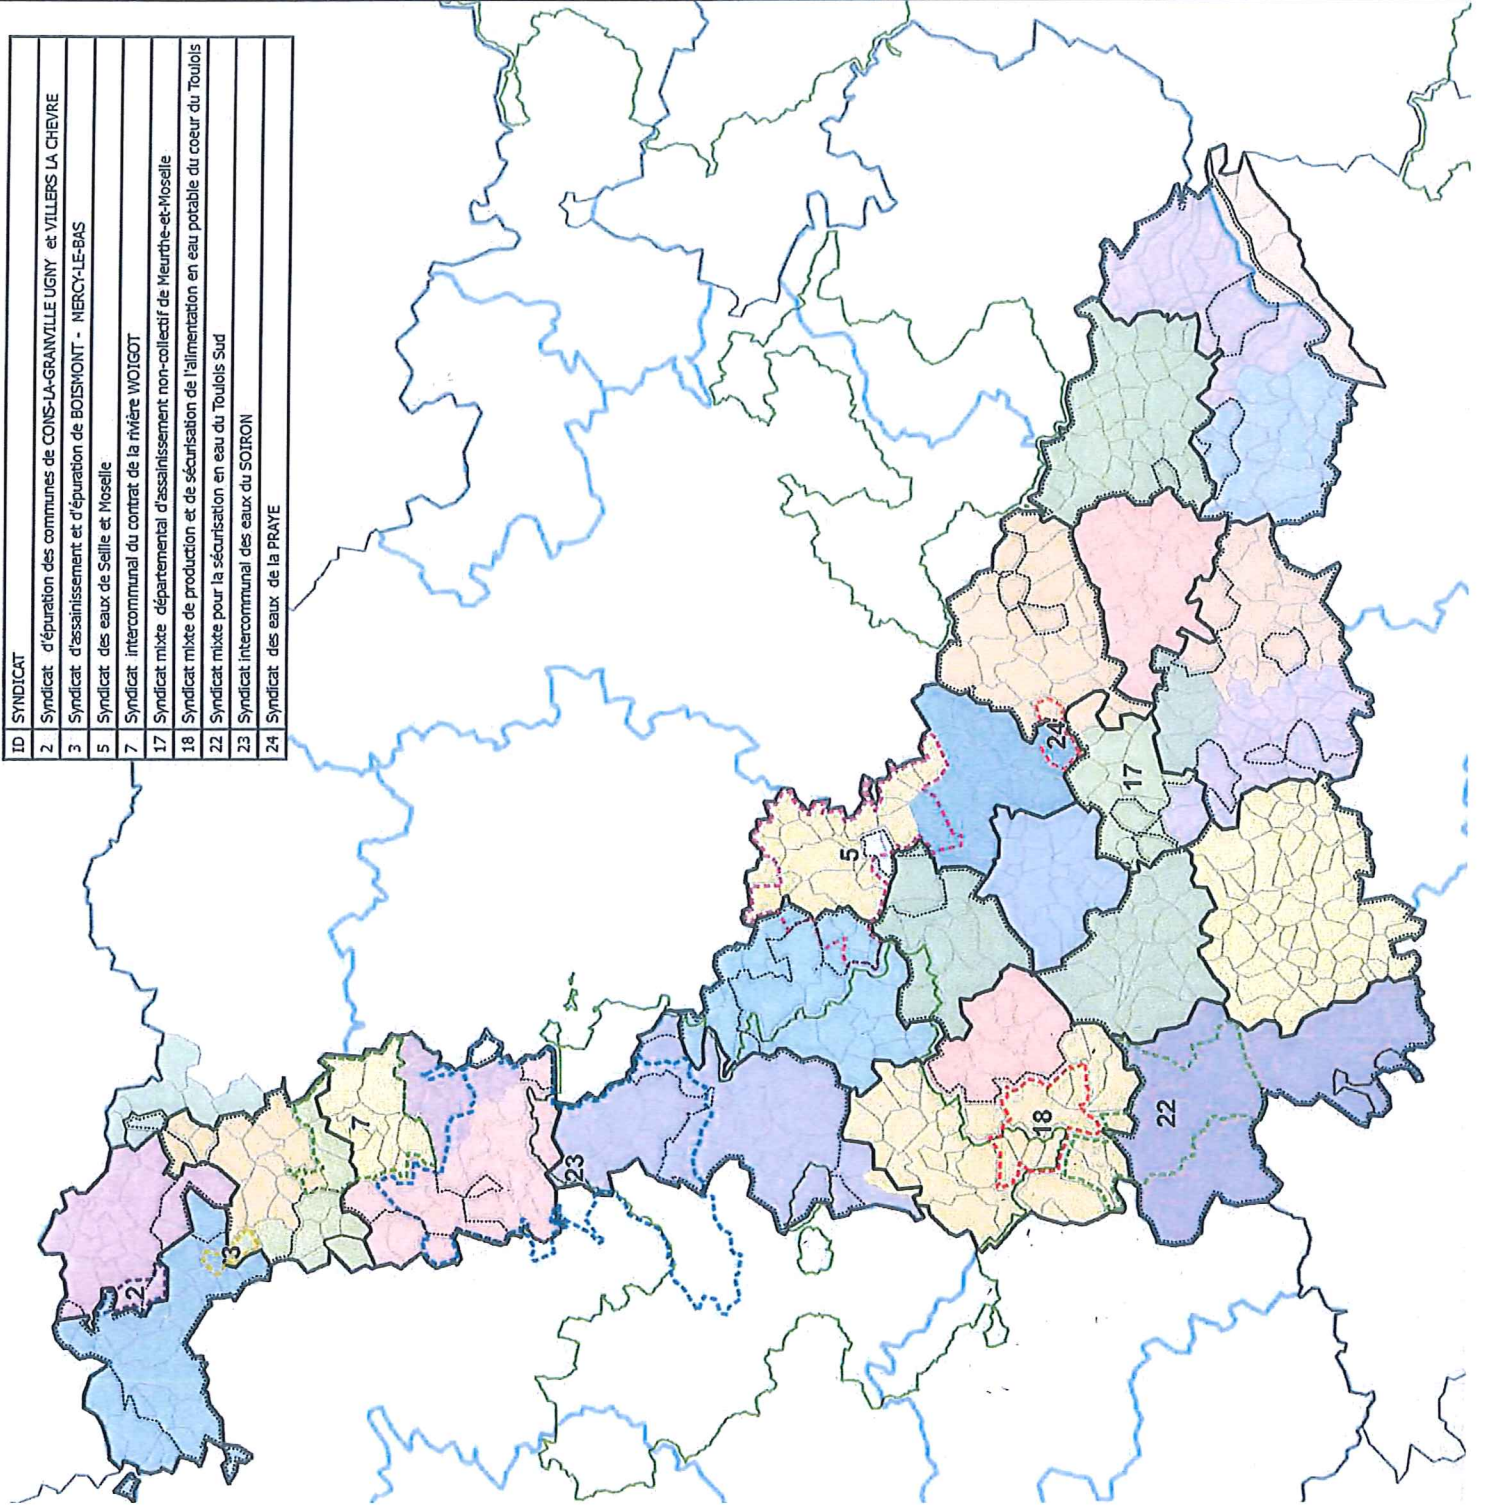 ID SYNDICAT
2 Syndicat d'épuration des communes de CONS-LA-GRANVILLE UGNY et VILLERS LA CHEVRE
3 Syndicat d'assainissement et d'épuration de BOISMONT - MERCY-LE-BAS
5 Syndicat des eaux de Seille et Moselle
7 Syndicat intercommunal du contrat de la rivière WOIGOT
17 Syndicat mixte départemental d'assainissement non-collectif de Meurthe-et-Moselle
18 Syndicat mixte de production et de sécurisation de l'alimentation en eau potable du coeur du Toulois
22 Syndicat mixte pour la sécurisation en eau du Toulois Sud
23 Syndicat intercommunal des eaux du SOIRON
24 Syndicat des eaux de la PRAYE
2
3
7
23
5
18
22
24
17